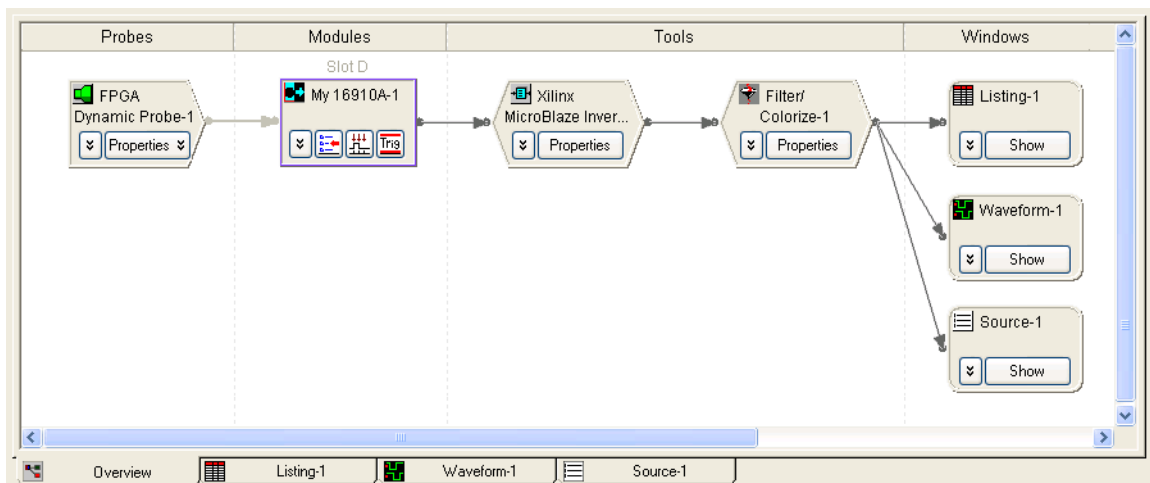 Probes
Modules
Tools
Windows
Slot D
FPGA
Dynamic Probe-1
Properties
My 16910A-1
Trig
Xilinx
MicroBlaze Inver...
Properties
Filter/
Colorize-1
Properties
Listing-1
Show
Waveform-1
Show
Source-1
Show
Overview
Listing-1
Waveform-1
Source-1